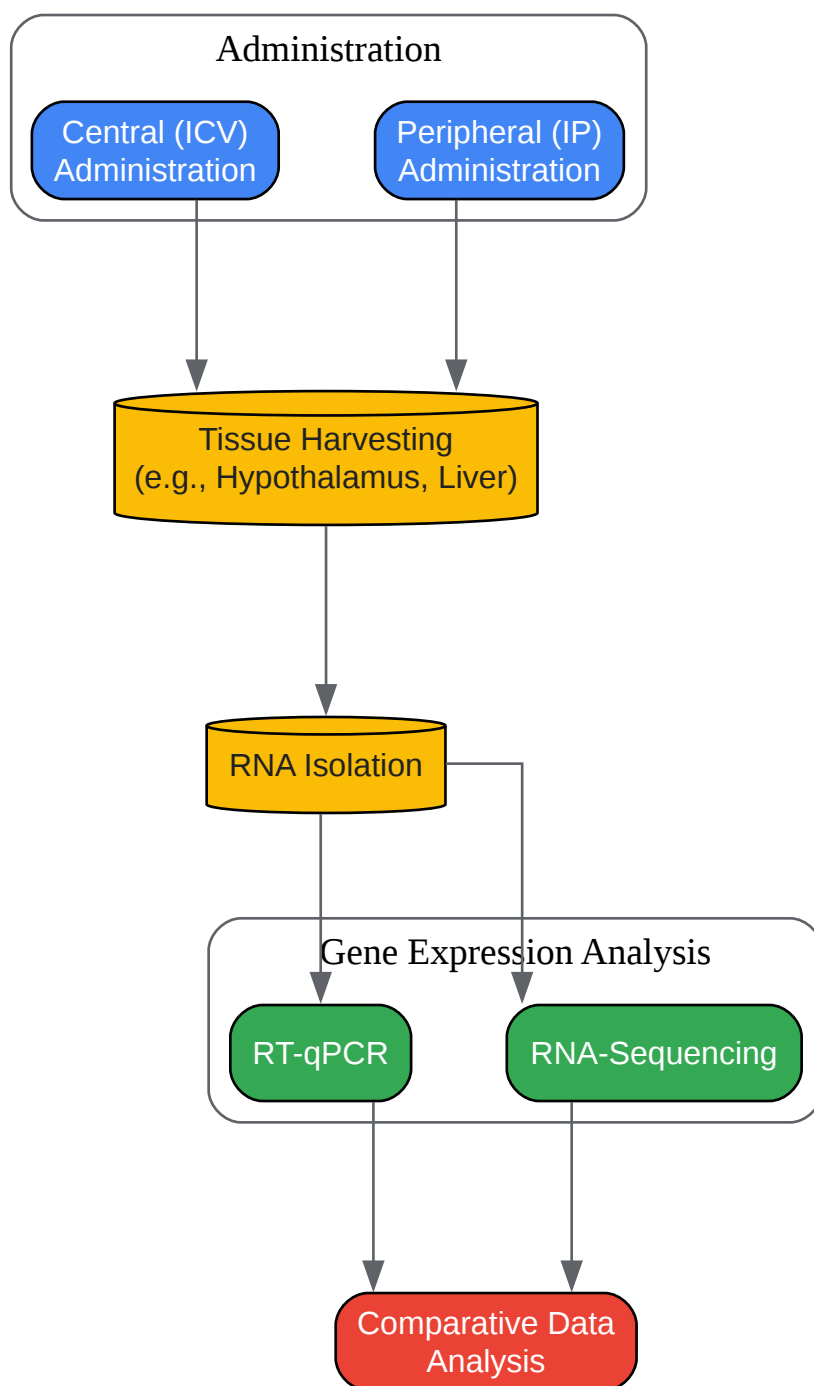 Administration
Central (ICV)
Administration
Peripheral (IP)
Administration
Tissue Harvesting
(e.g., Hypothalamus, Liver)
RNA Isolation
Gene Expression Analysis
RT-qPCR
RNA-Sequencing
Comparative Data
Analysis